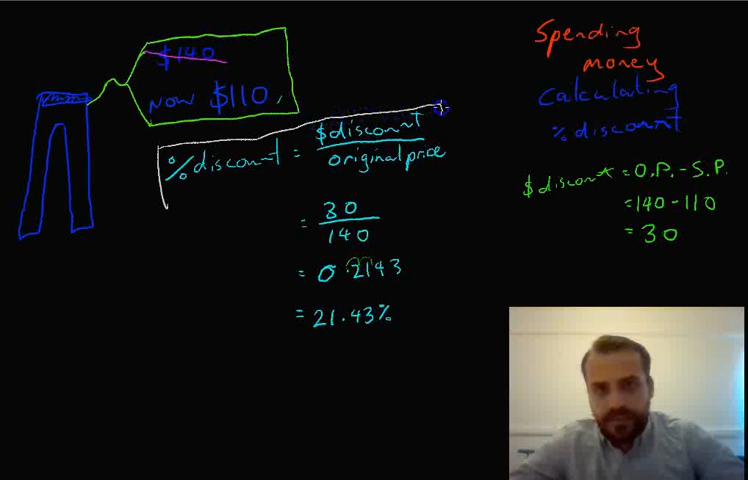 $140
Now $110,
% discount = $discount / original price
= 30 / 140
= 0.2143
= 21.43%
Spending
money
Calculating
% discount
$ discount = O.P. - S.P.
= 140 - 110
= 30